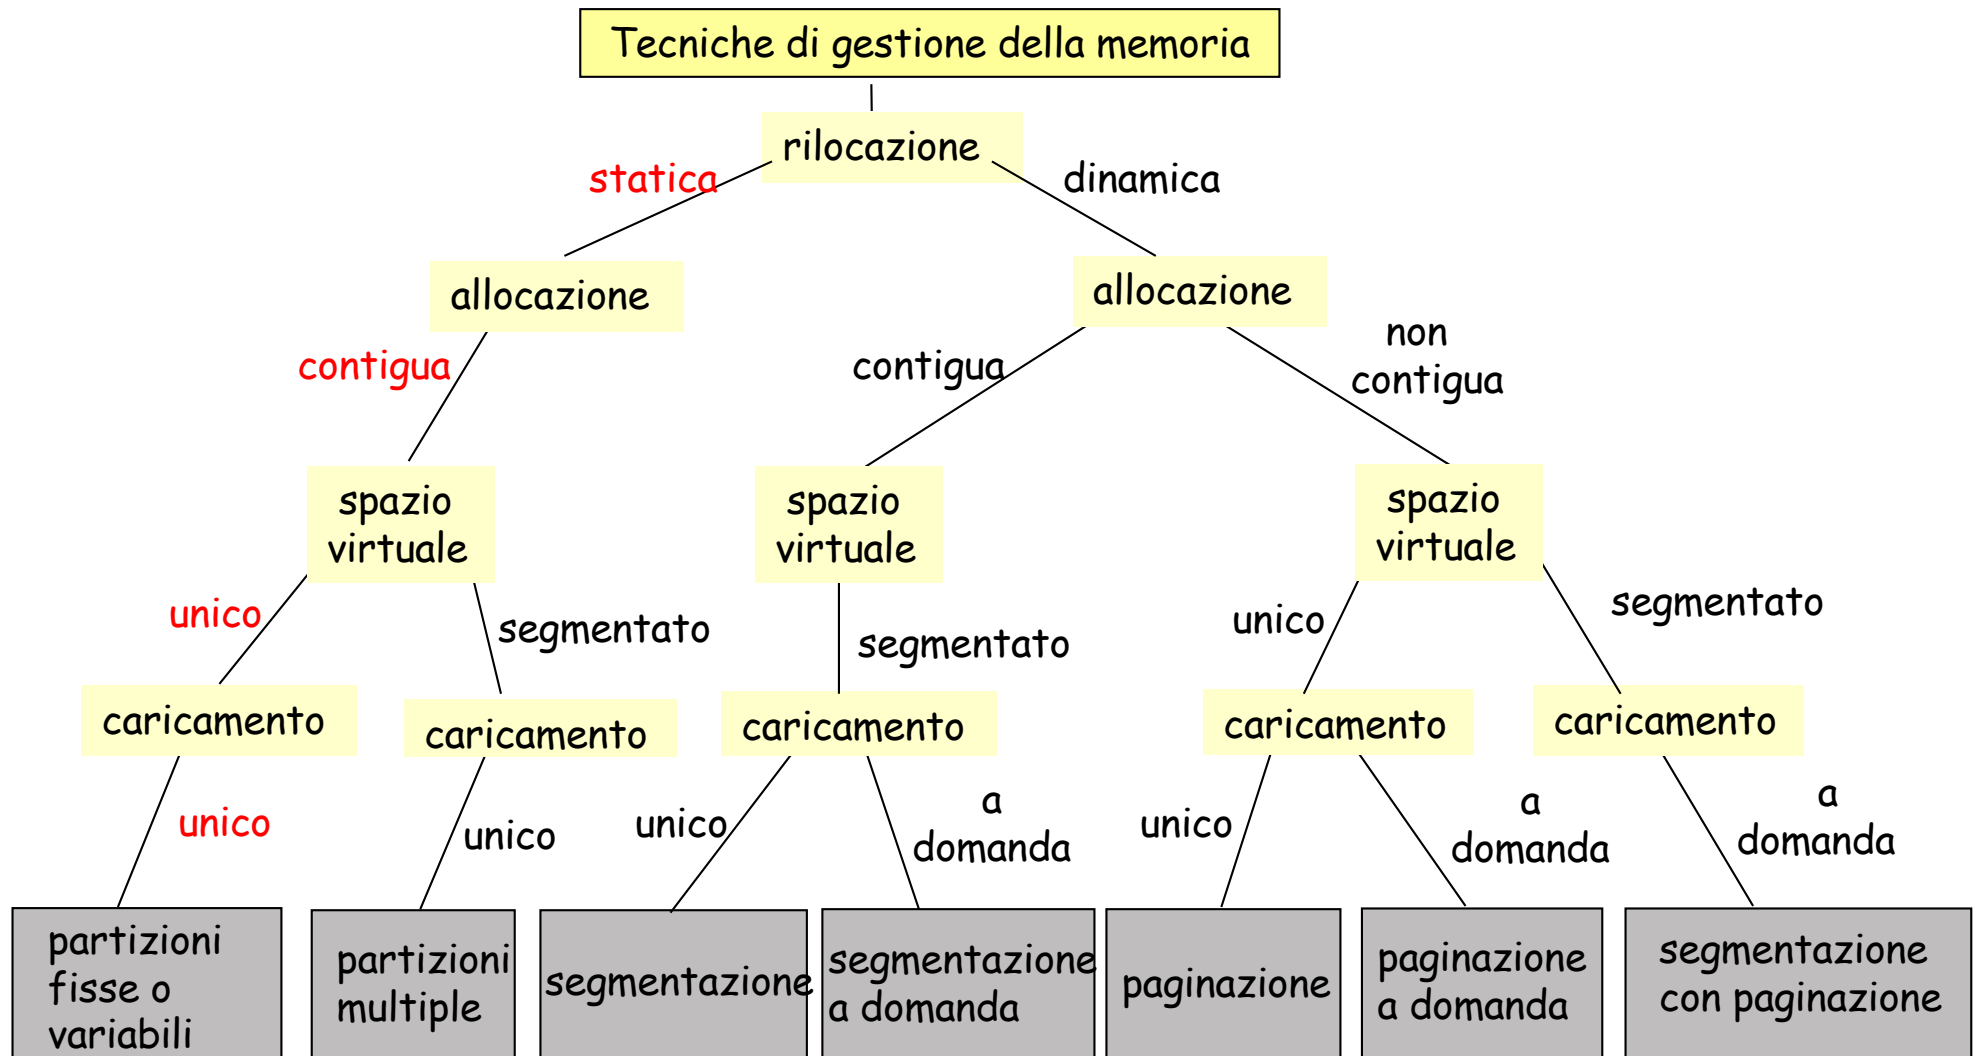 Tecniche di gestione della memoria
rilocazione
statica
dinamica
allocazione
allocazione
contigua
contigua
non
contigua
spazio
virtuale
spazio
virtuale
spazio
virtuale
unico
segmentato
segmentato
unico
segmentato
caricamento
caricamento
caricamento
caricamento
caricamento
unico
unico
unico
a
domanda
unico
a
domanda
a
domanda
partizioni
fisse o
variabili
partizioni
multiple
segmentazione
segmentazione
a domanda
paginazione
paginazione
a domanda
segmentazione
con paginazione